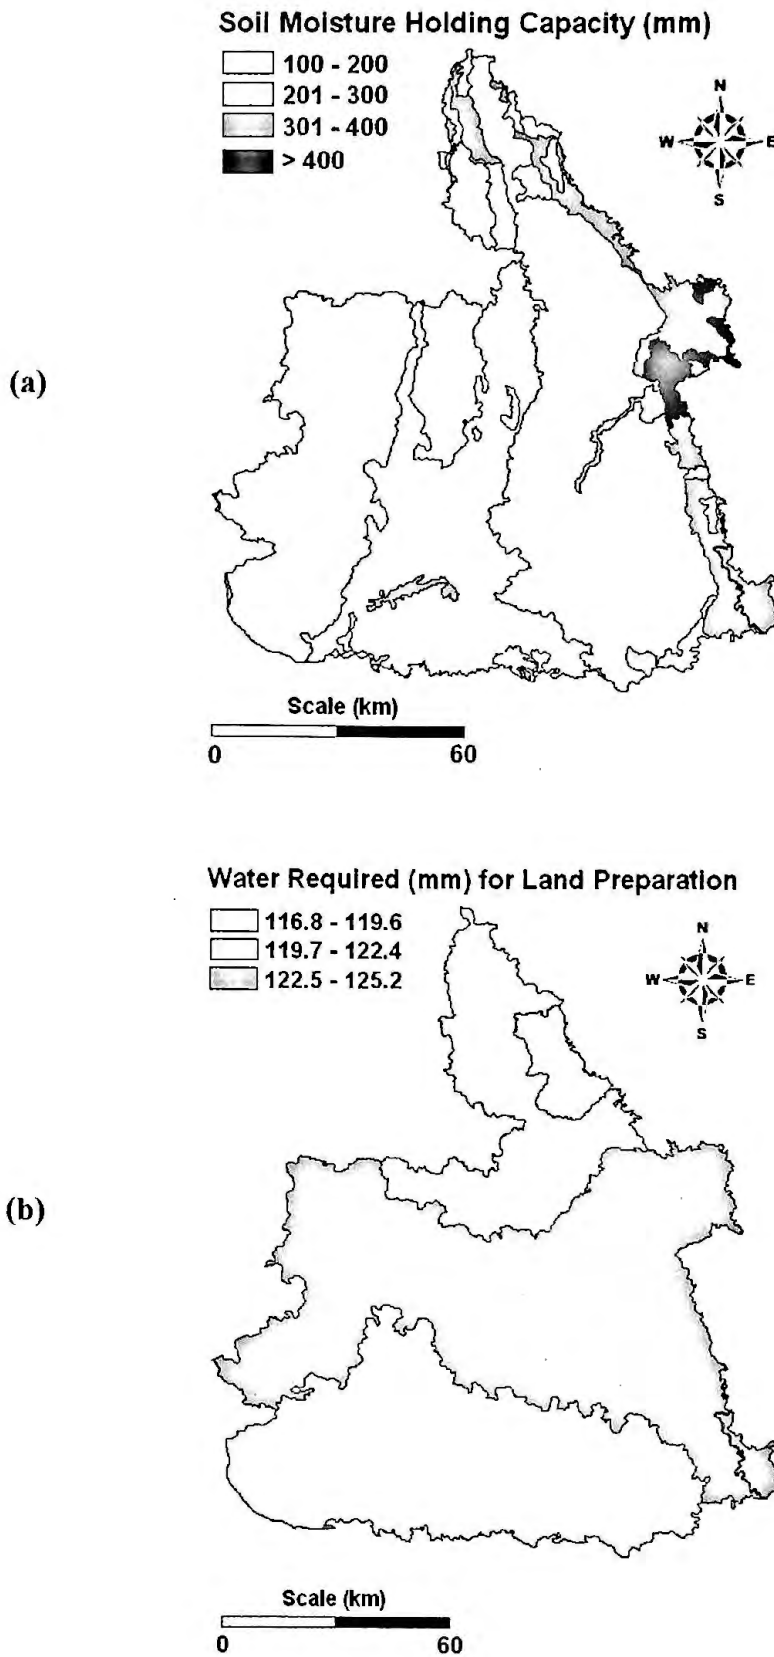 Soil Moisture Holding Capacity (mm)
100 - 200
201 - 300
301 - 400
> 400
N
W E
S
(a)
Scale (km)
0 60
Water Required (mm) for Land Preparation
116.8 - 119.6
119.7 - 122.4
122.5 - 125.2
N
W E
S
(b)
Scale (km)
0 60